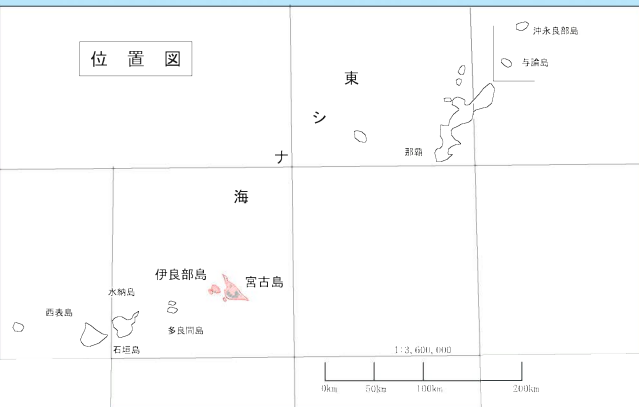 位置図
沖永良部島
与論島
東シナ海
那覇
伊良部島
宮古島
水納島
西表島
多良間島
石垣島
1:3,600,000
0km 50km 100km 200km